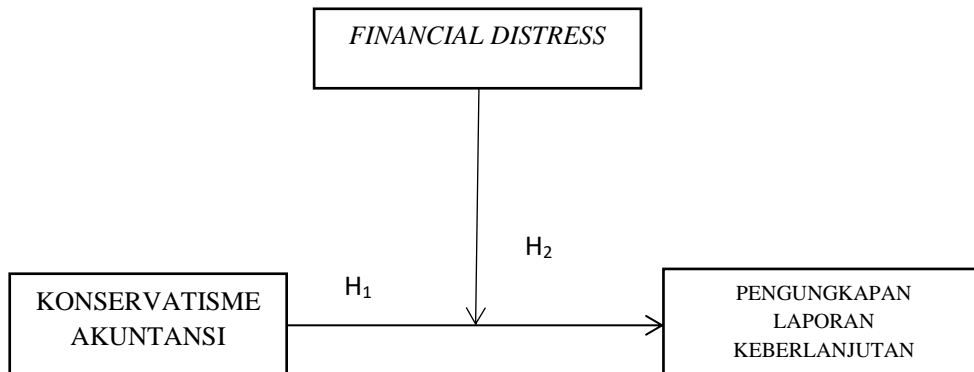 FINANCIAL DISTRESS
H₂
H₁
KONSERVATISME
AKUNTANSI
PENGUNGKAPAN
LAPORAN
KEBERLANJUTAN